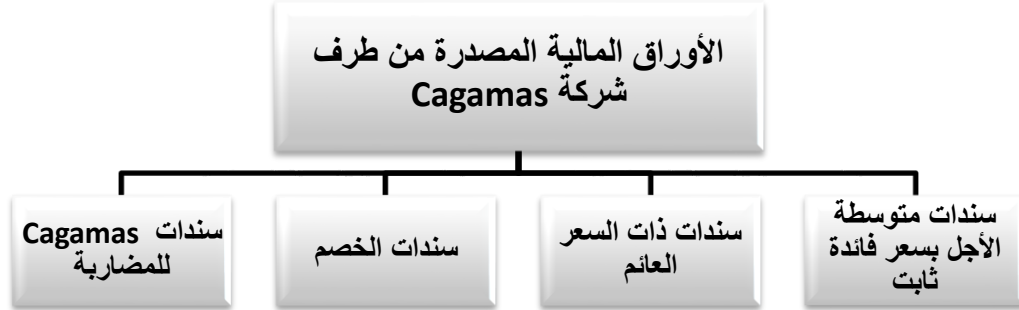 الأوراق المالية المصدرة من طرف
شركة Cagamas
سندات متوسطة
الأجل بسعر فائدة
ثابت
سندات ذات السعر
العائم
سندات الخصم
سندات Cagamas
للمضاربة